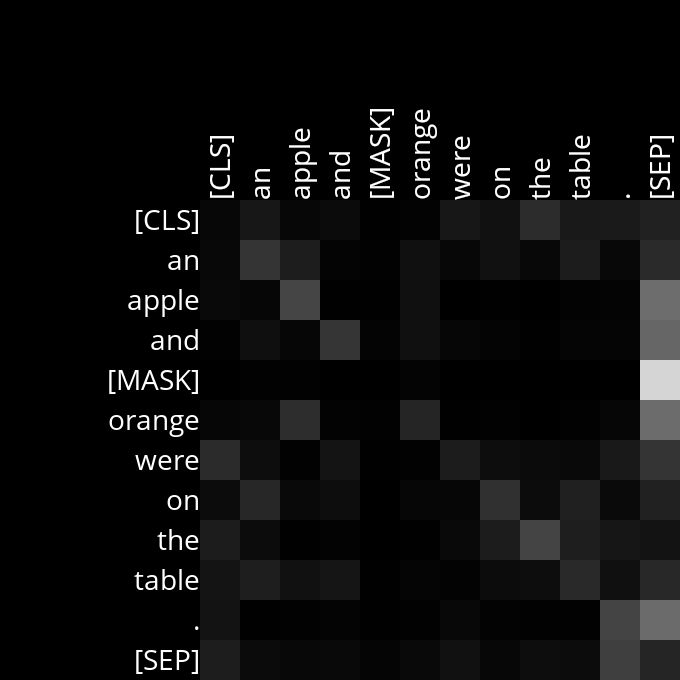 [CLS] an apple and [MASK] orange were on the table . [SEP]
[CLS]
an
apple
and
[MASK]
orange
were
on
the
table
.
[SEP]